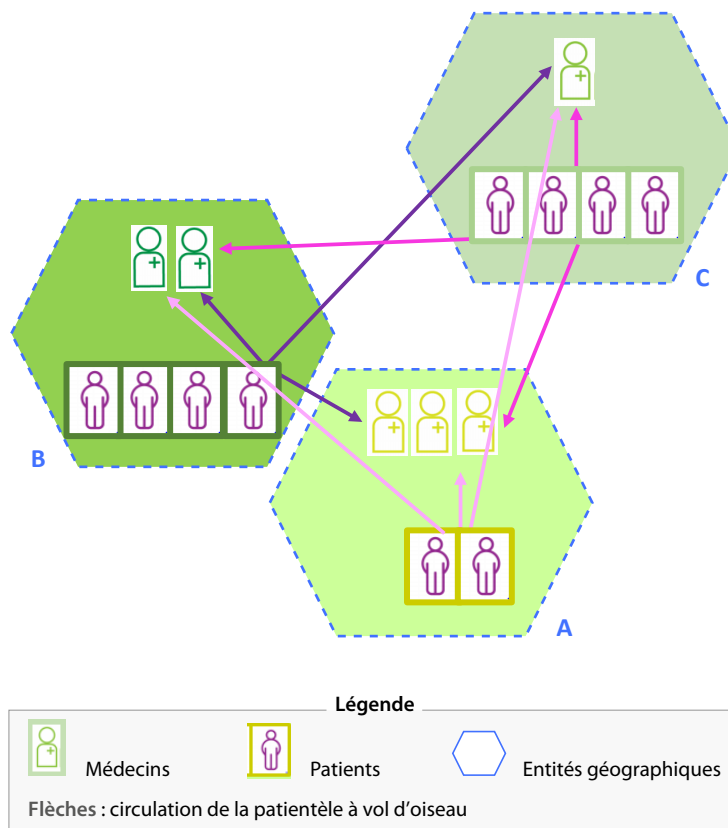 C
B
A
Légende
Médecins
Patients
Entités géographiques
Flèches : circulation de la patientèle à vol d’oiseau